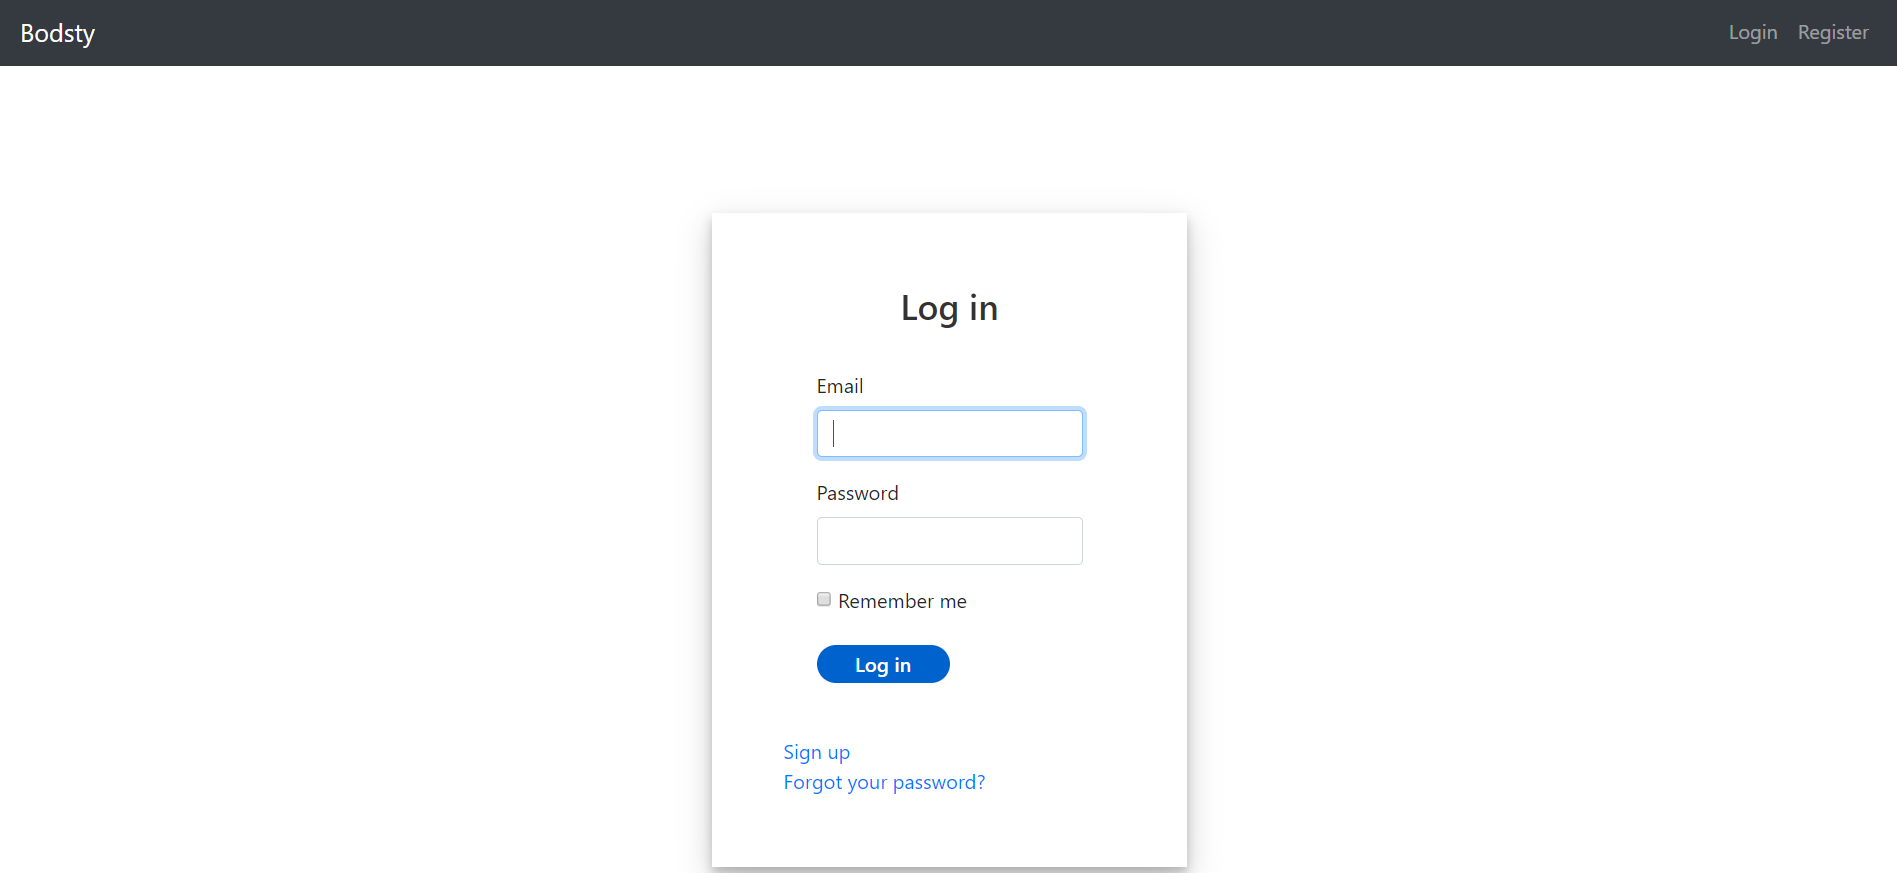 Bodsty
Login Register
Log in
Email
Password
Remember me
Log in
Sign up
Forgot your password?